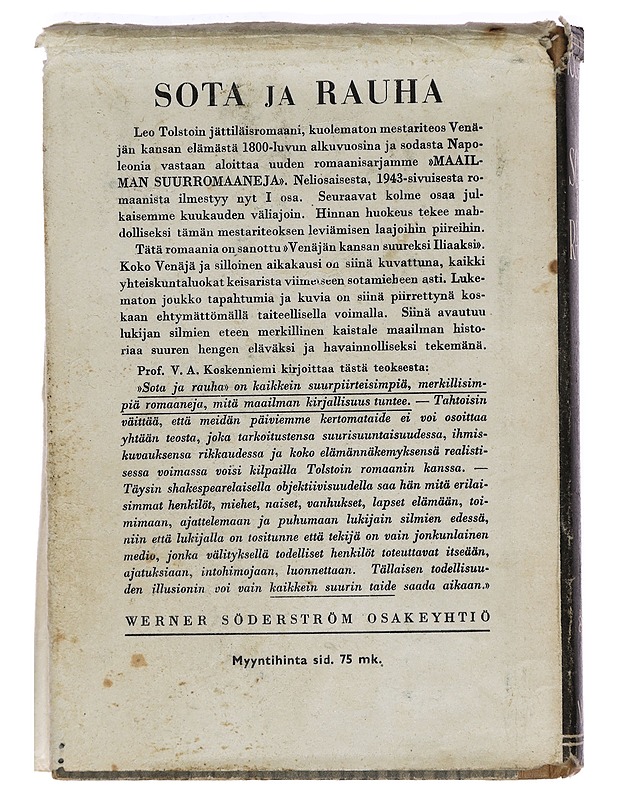 SOTA JA RAUHA
Leo Tolstoin jättiläisromaani, kuolematon mestariteos Venä-
jän kansan elämästä 1800-luvun alkuvuosina ja sodasta Napo-
leonia vastaan aloittaa uuden romaanisarjamme »MAAIL-
MAN SUURROMAANEJA». Neliosaisesta, 1943-sivuisesta ro-
maanista ilmestyy nyt I osa. Seuraavat kolme osaa jul-
kaisemme kuukauden väliajoin. Hinnan huokeus tekee mah-
dolliseksi tämän mestariteoksen leviämisen laajoihin piireihin.
Tätä romaania on sanottu »Venäjän kansan suureksi Iliaaksi».
Koko Venäjä ja silloinen aikakausi on siinä kuvattuna, kaikki
yhteiskuntaluokat keisarista viimeiseen sotamieheen asti. Luke-
maton joukko tapahtumia ja kuvia on siinä piirrettynä kos-
kaan ehtymättömällä taiteellisella voimalla. Siinä avautuu
lukijan silmien eteen merkillinen kaistale maailman histo-
riaa suuren hengen eläväksi ja havainnolliseksi tekemänä.
Prof. V. A. Koskenniemi kirjoittaa tästä teoksesta:
»Sota ja rauha» on kaikkein suurpiirteisimpiä, merkillisim-
piä romaaneja, mitä maailman kirjallisuus tuntee. — Tahtoisin
väittää, että meidän päiviemme kertomataide ei voi osoittaa
yhtään teosta, joka tarkoitustensa suurisuuntaisuudessa, ihmis-
kuvauksensa rikkaudessa ja koko elämännäkemyksensä realisti-
sessa voimassa voisi kilpailla Tolstoin romaanin kanssa. —
Täysin shakespearelaisella objektiivisuudella saa hän mitä erilai-
simmat henkilöt, miehet, naiset, vanhukset, lapset elämään, toi-
mimaan, ajattelemaan ja puhumaan lukijain silmien edessä,
niin että lukijalla on tositunne että tekijä on vain jonkunlainen
medio, jonka välityksellä todelliset henkilöt toteuttavat itseään,
ajatuksiaan, intohimojaan, luonnettaan. Tällaisen todellisuu-
den illusionin voi vain kaikkein suurin taide saada aikaan.»
WERNER SÖDERSTRÖM OSAKEYHTIÖ
Myyntihinta sid. 75 mk.